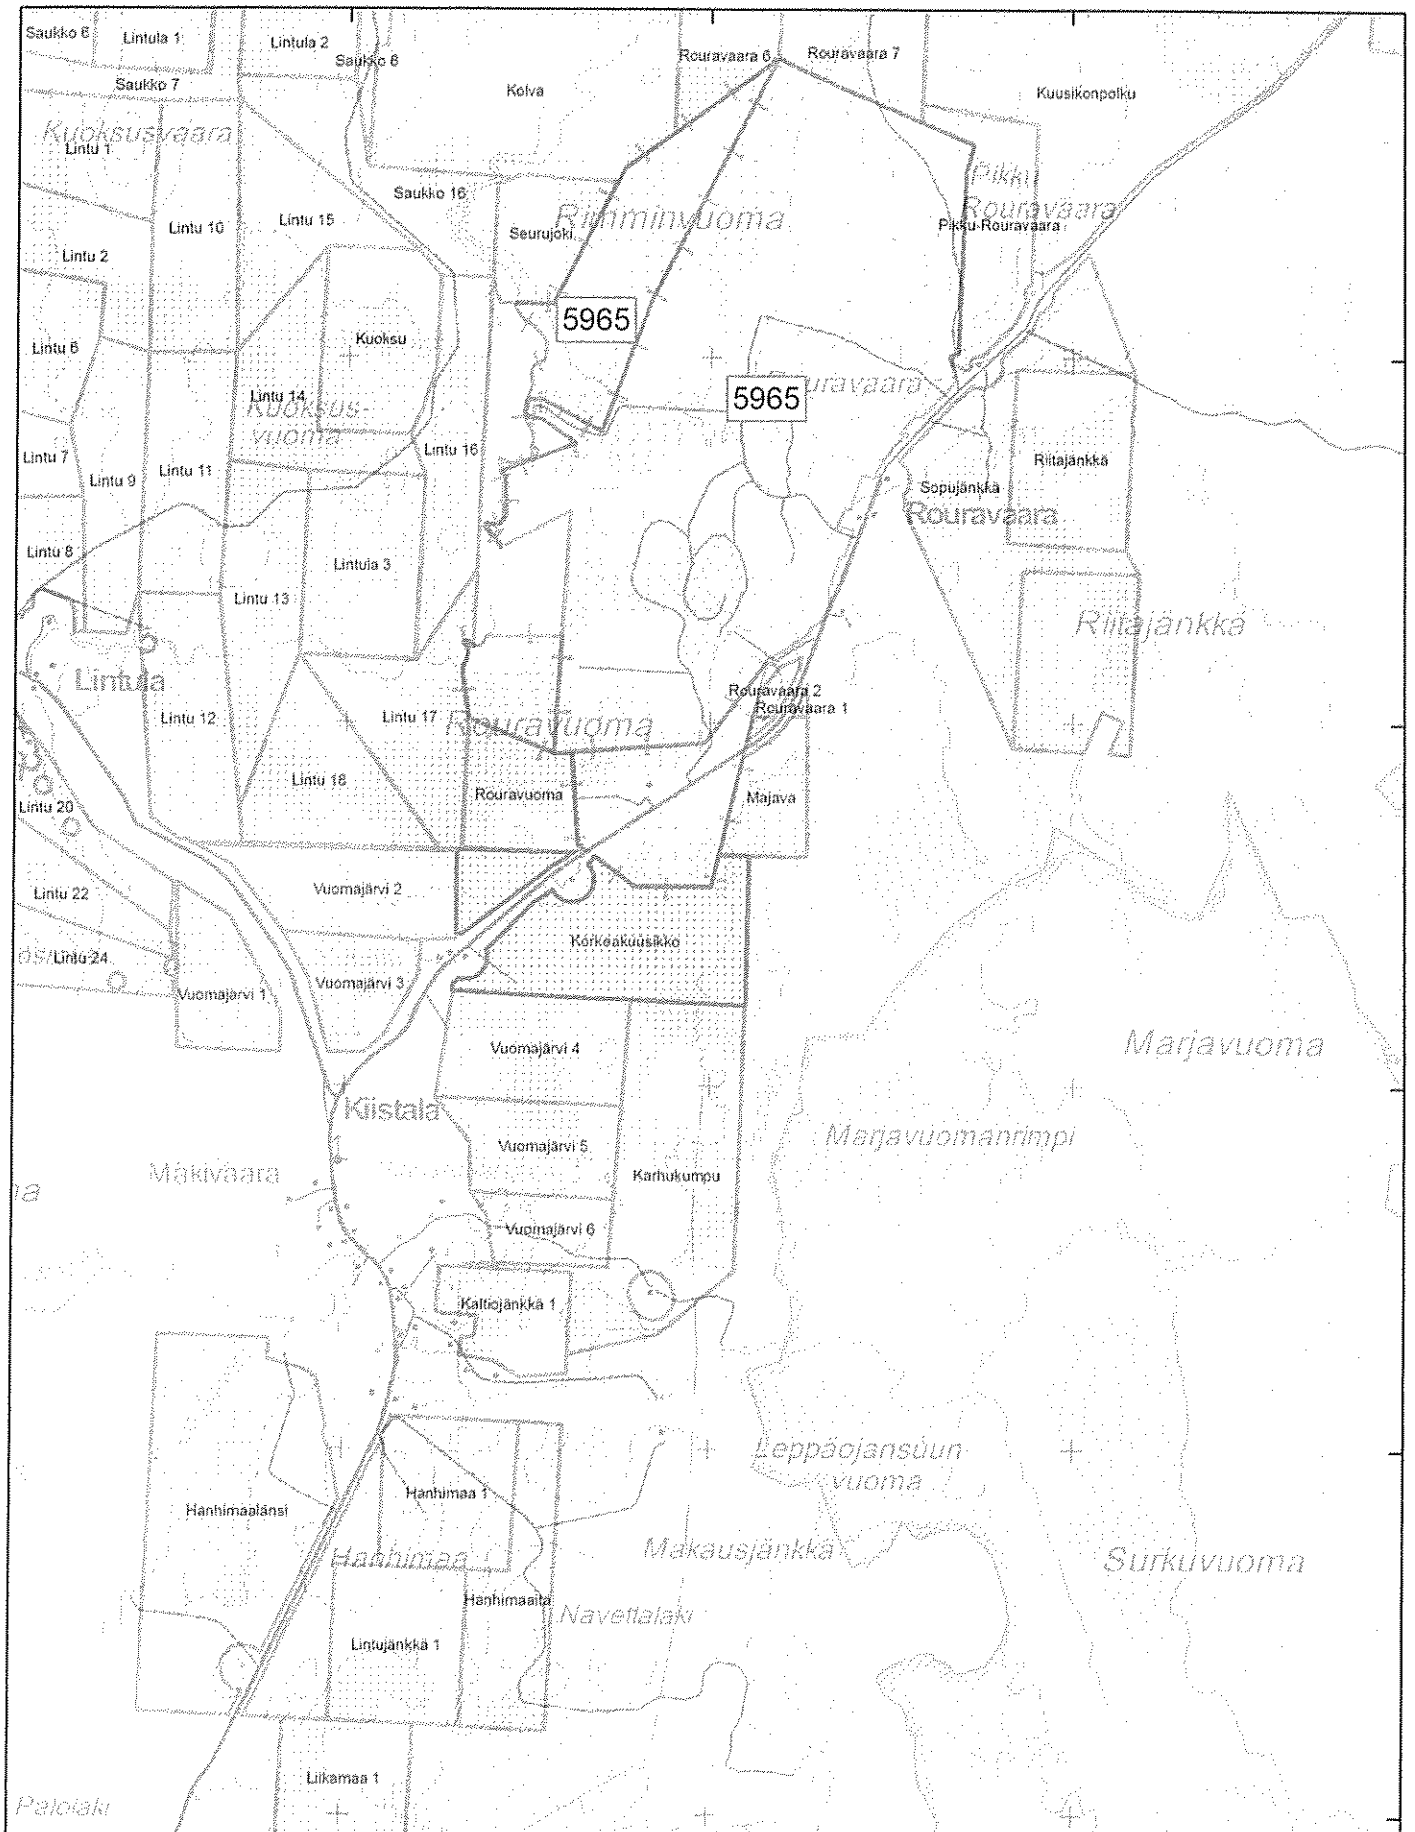 Saukko 6
Lintula 1
Lintula 2
Saukko 8
Rouravaara 6
Rouravaara 7
Saukko 7
Kolva
Kuusikonpolku
Kuoksusvaara
Lintu 1
Saukko 16
Pikku
Rouravaara
Lintu 10
Lintu 15
Rimminvuoma
Seurujoki
Pikku-Rouravaara
Lintu 2
5965
Kuoksu
Lintu 6
Lintu 14
Kuoksus-
vuoma
5965
Lintu 7
Lintu 9
Lintu 11
Lintu 16
Riitajänkkä
Sopujänkkä
Rouravaara
Lintu 8
Lintula 3
Lintu 13
Riitajänkkä
Lintula
Rouravaara 2
Rouravaara 1
Lintu 12
Lintu 17
Rouravuoma
Lintu 18
Rouravuoma
Majava
Lintu 20
Lintu 22
Vuomajärvi 2
Korkeakuusikko
Lintu 24
Vuomajärvi 1
Vuomajärvi 3
Vuomajärvi 4
Marjavuoma
Kiistala
Marjavuomanrimpi
Vuomajärvi 5
Mäkivaara
Karhukumpu
Vuomajärvi 6
Kaltiojänkkä 1
Leppäojansuun
vuoma
Hanhimaa 1
Hanhimaalänsi
Hanhimaa
Makausjänkkä
Surkuvuoma
Hanhimaaitä
Navettalaki
Lintujänkkä 1
Liikamaa 1
Palolaki